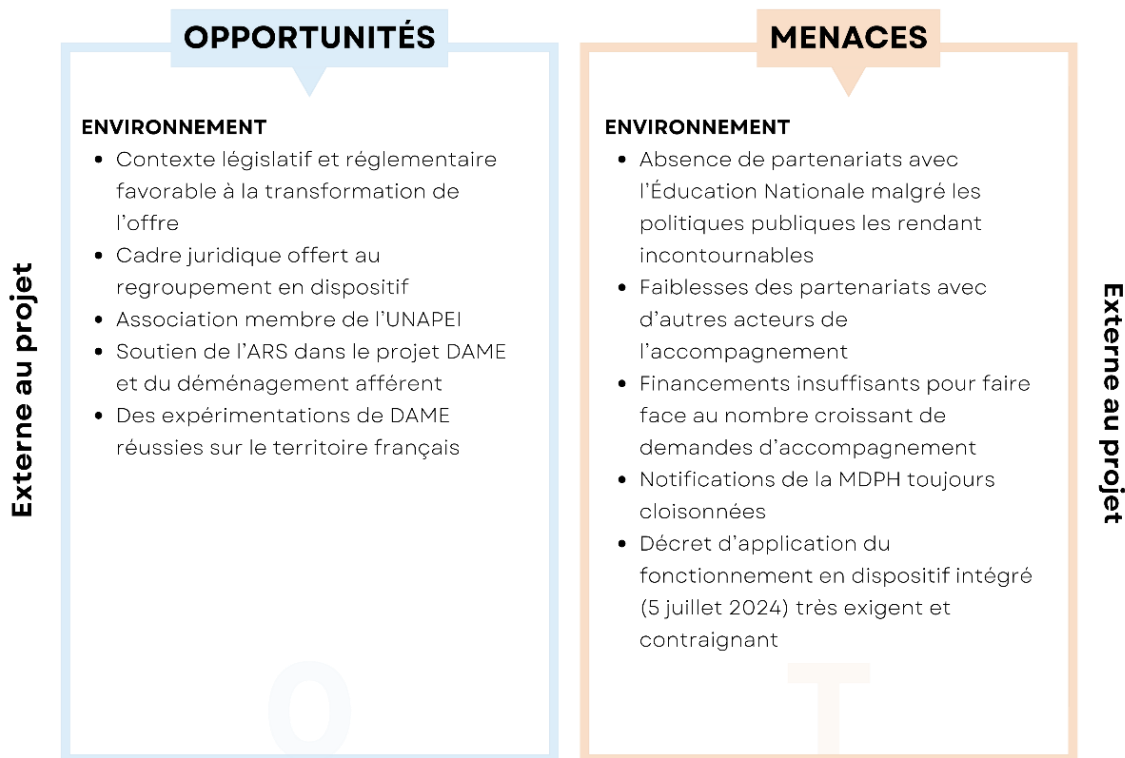 OPPORTUNITÉS
ENVIRONNEMENT
• Contexte législatif et réglementaire
favorable à la transformation de
l'offre
• Cadre juridique offert au
regroupement en dispositif
• Association membre de l'UNAPEI
• Soutien de l'ARS dans le projet DAME
et du déménagement afférent
• Des expérimentations de DAME
réussies sur le territoire français
O
Externe au projet
MENACES
ENVIRONNEMENT
• Absence de partenariats avec
l'Éducation Nationale malgré les
politiques publiques les rendant
incontournables
• Faiblesses des partenariats avec
d'autres acteurs de
l'accompagnement
• Financements insuffisants pour faire
face au nombre croissant de
demandes d'accompagnement
• Notifications de la MDPH toujours
cloisonnées
• Décret d'application du
fonctionnement en dispositif intégré
(5 juillet 2024) très exigent et
contraignant
T
Externe au projet